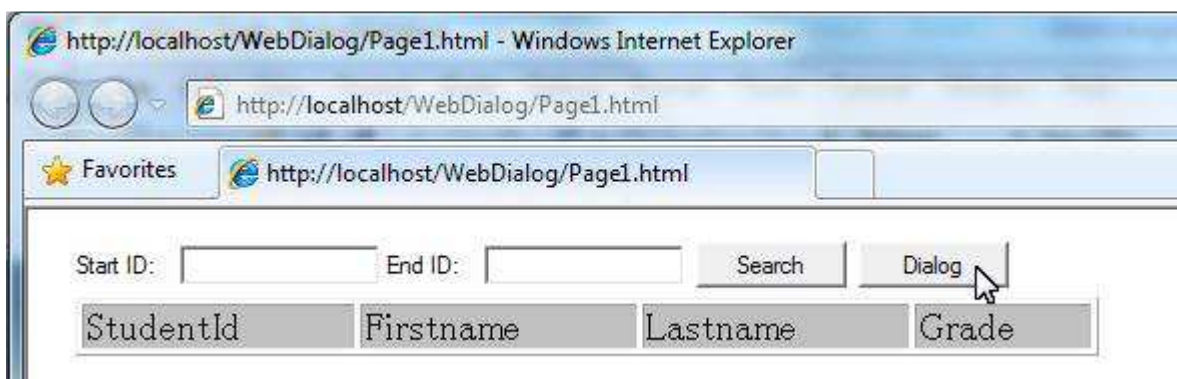 http://localhost/WebDialog/Page1.html - Windows Internet Explorer
http://localhost/WebDialog/Page1.html
Favorites http://localhost/WebDialog/Page1.html
Start ID: End ID: Search Dialog
StudentId Firstname Lastname Grade